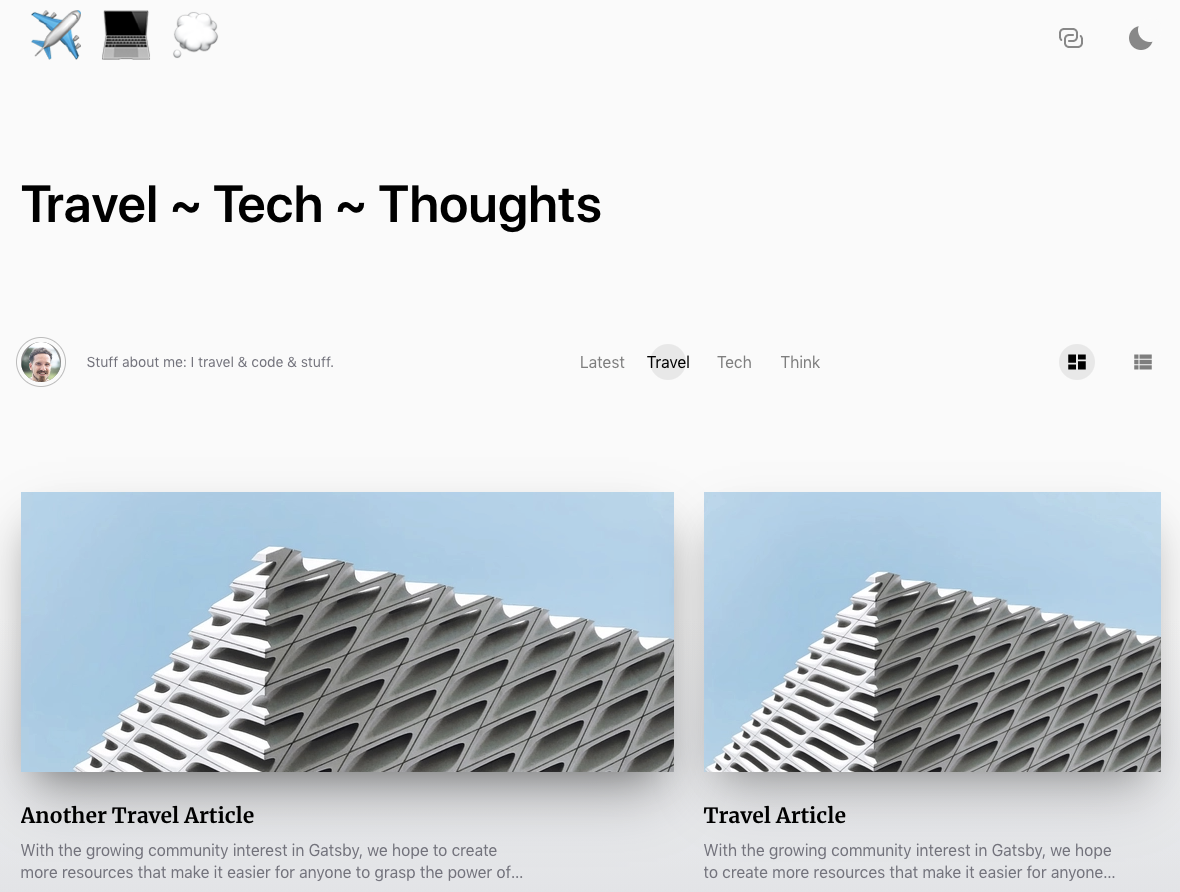 Travel ~ Tech ~ Thoughts
Stuff about me: I travel & code & stuff.
Latest Travel Tech Think
Another Travel Article
With the growing community interest in Gatsby, we hope to create
more resources that make it easier for anyone to grasp the power of...
Travel Article
With the growing community interest in Gatsby, we hope
to create more resources that make it easier for anyone...